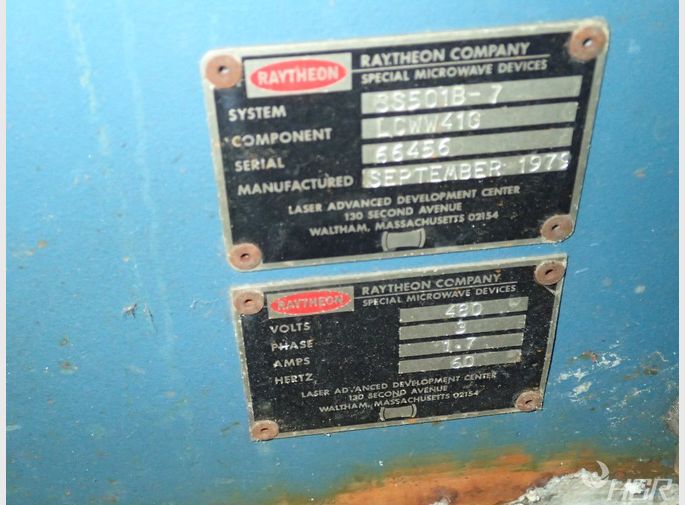 RAYTHEON
RAYTHEON COMPANY
SPECIAL MICROWAVE DEVICES
SYSTEM SS501B-7
COMPONENT LCWW41G
SERIAL 66456
MANUFACTURED SEPTEMBER 1979
LASER ADVANCED DEVELOPMENT CENTER
130 SECOND AVENUE
WALTHAM, MASSACHUSETTS 02154
RAYTHEON
RAYTHEON COMPANY
SPECIAL MICROWAVE DEVICES
VOLTS 480
PHASE 3
AMPS 1.7
HERTZ 60
LASER ADVANCED DEVELOPMENT CENTER
130 SECOND AVENUE
WALTHAM, MASSACHUSETTS 02154
HGR